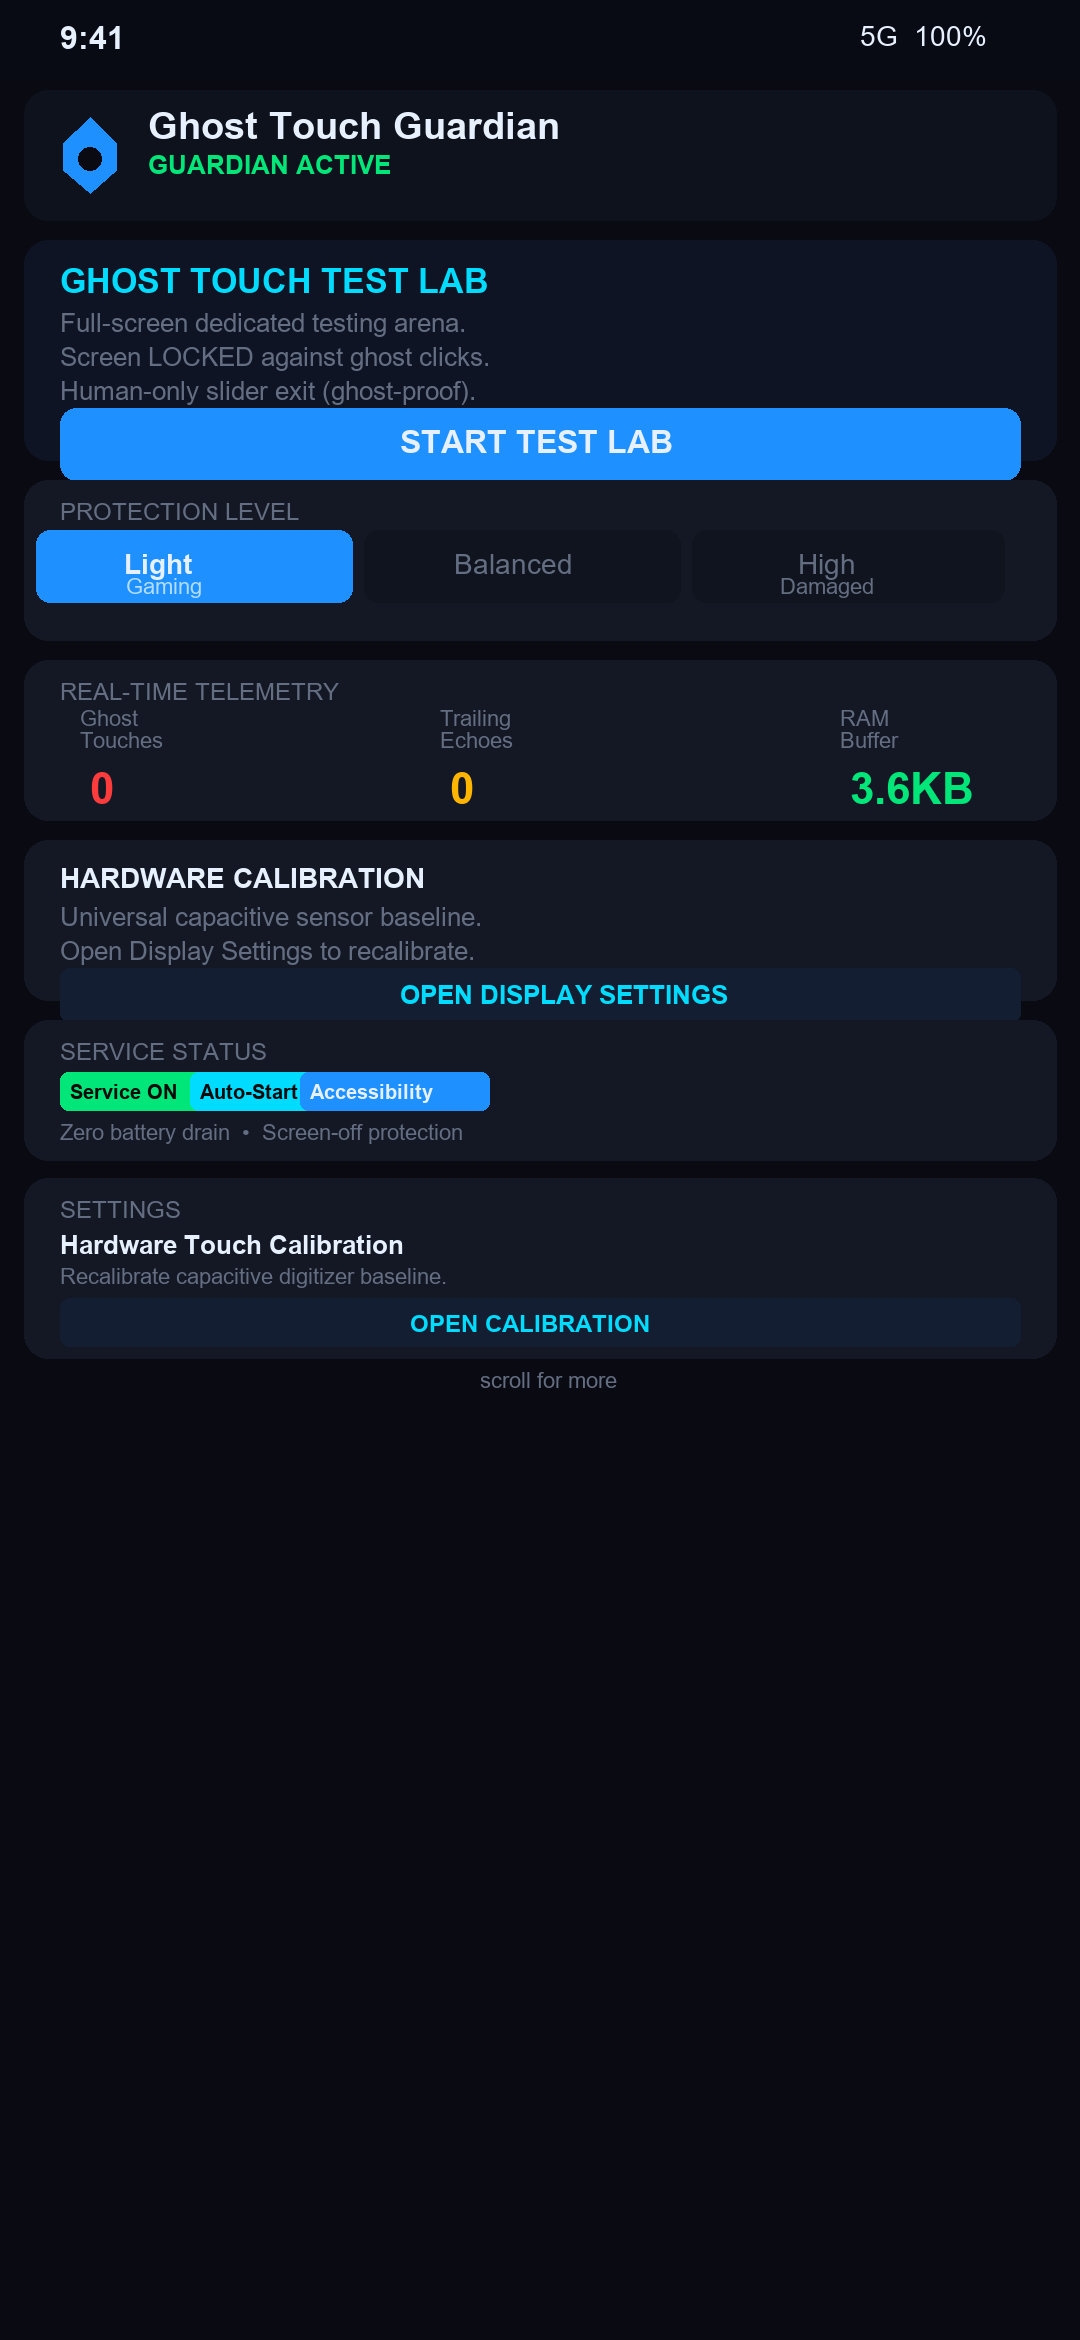 9:41
5G 100%
Ghost Touch Guardian
GUARDIAN ACTIVE
GHOST TOUCH TEST LAB
Full-screen dedicated testing arena.
Screen LOCKED against ghost clicks.
Human-only slider exit (ghost-proof).
START TEST LAB
PROTECTION LEVEL
Light
Gaming
Balanced
High
Damaged
REAL-TIME TELEMETRY
Ghost
Touches
0
Trailing
Echoes
0
RAM
Buffer
3.6KB
HARDWARE CALIBRATION
Universal capacitive sensor baseline.
Open Display Settings to recalibrate.
OPEN DISPLAY SETTINGS
SERVICE STATUS
Service ON
Auto-Start
Accessibility
Zero battery drain • Screen-off protection
SETTINGS
Hardware Touch Calibration
Recalibrate capacitive digitizer baseline.
OPEN CALIBRATION
scroll for more